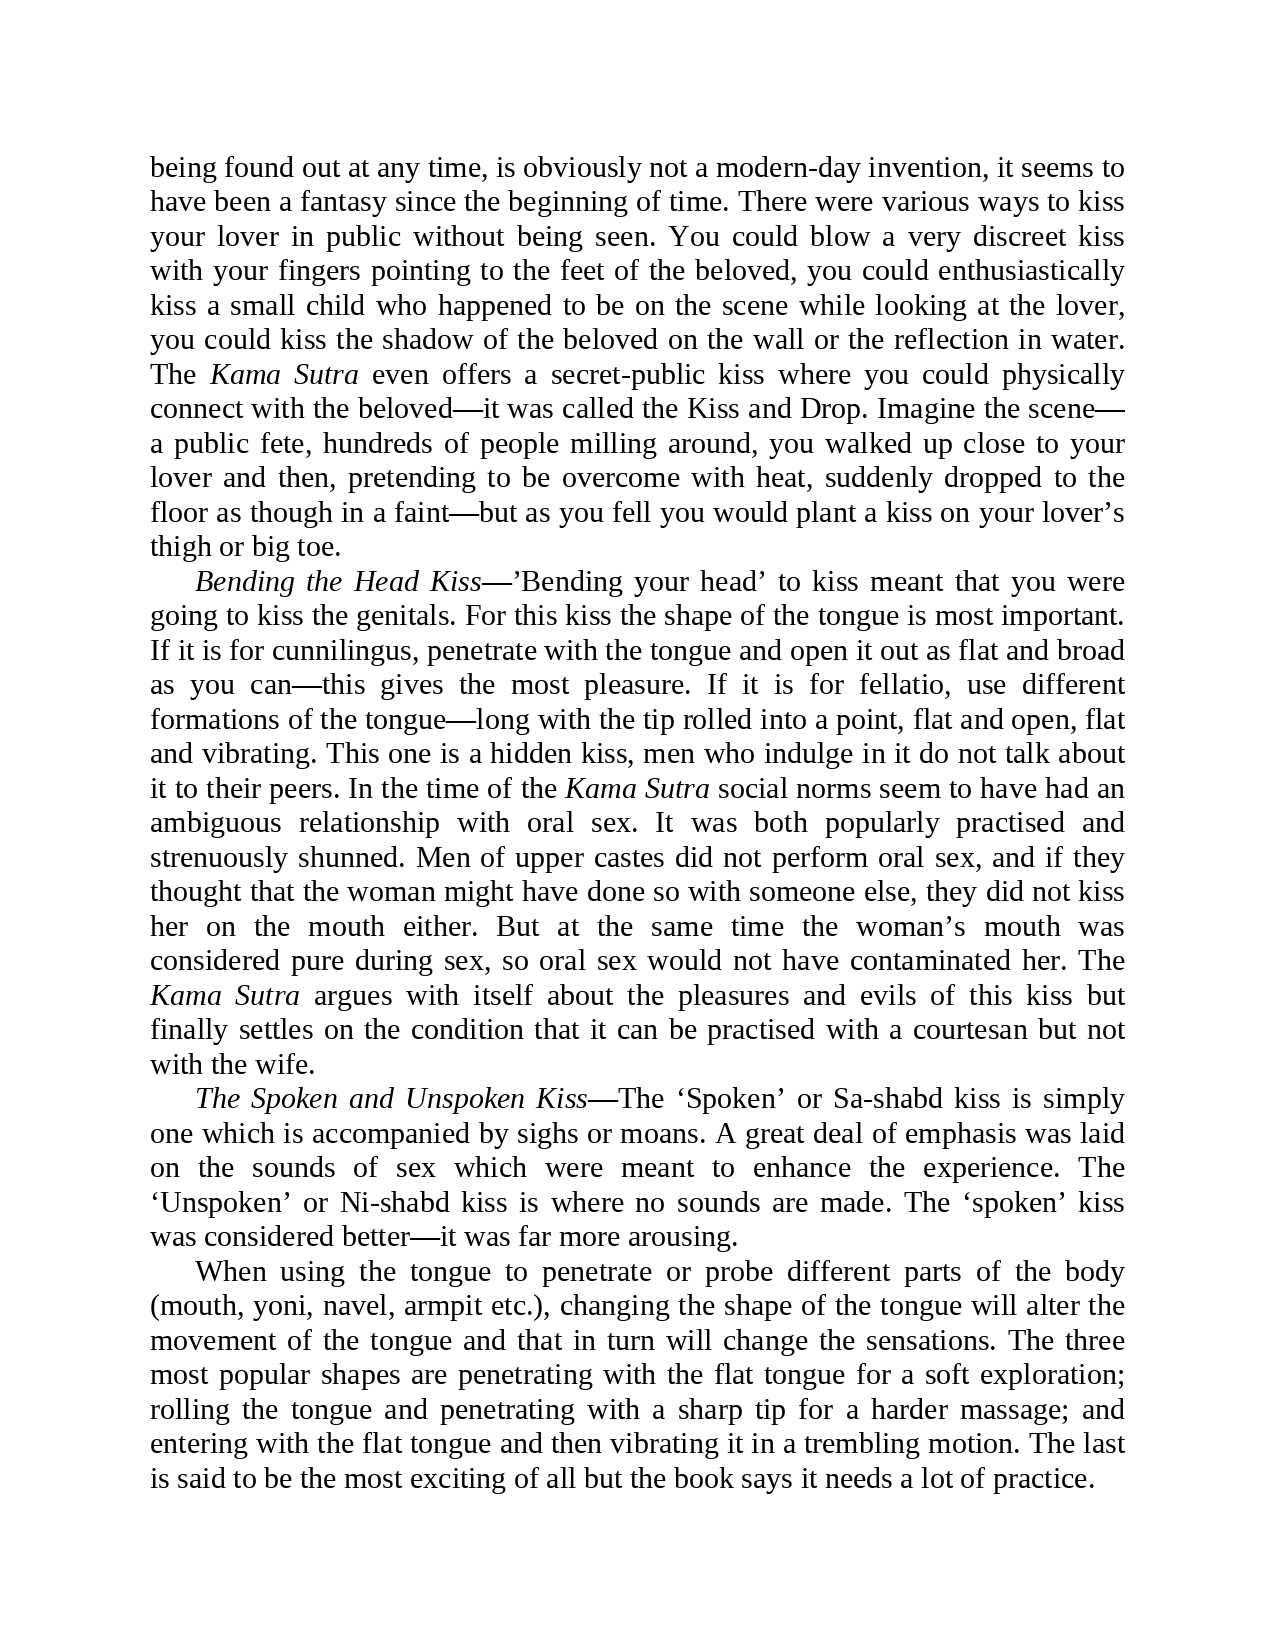 being found out at any time, is obviously not a modern-day invention, it seems to
have been a fantasy since the beginning of time. There were various ways to kiss
your lover in public without being seen. You could blow a very discreet kiss
with your fingers pointing to the feet of the beloved, you could enthusiastically
kiss a small child who happened to be on the scene while looking at the lover,
you could kiss the shadow of the beloved on the wall or the reflection in water.
The Kama Sutra even offers a secret-public kiss where you could physically
connect with the beloved—it was called the Kiss and Drop. Imagine the scene—
a public fete, hundreds of people milling around, you walked up close to your
lover and then, pretending to be overcome with heat, suddenly dropped to the
floor as though in a faint—but as you fell you would plant a kiss on your lover’s
thigh or big toe.
Bending the Head Kiss—’Bending your head’ to kiss meant that you were
going to kiss the genitals. For this kiss the shape of the tongue is most important.
If it is for cunnilingus, penetrate with the tongue and open it out as flat and broad
as you can—this gives the most pleasure. If it is for fellatio, use different
formations of the tongue—long with the tip rolled into a point, flat and open, flat
and vibrating. This one is a hidden kiss, men who indulge in it do not talk about
it to their peers. In the time of the Kama Sutra social norms seem to have had an
ambiguous relationship with oral sex. It was both popularly practised and
strenuously shunned. Men of upper castes did not perform oral sex, and if they
thought that the woman might have done so with someone else, they did not kiss
her on the mouth either. But at the same time the woman’s mouth was
considered pure during sex, so oral sex would not have contaminated her. The
Kama Sutra argues with itself about the pleasures and evils of this kiss but
finally settles on the condition that it can be practised with a courtesan but not
with the wife.
The Spoken and Unspoken Kiss—The ‘Spoken’ or Sa-shabd kiss is simply
one which is accompanied by sighs or moans. A great deal of emphasis was laid
on the sounds of sex which were meant to enhance the experience. The
‘Unspoken’ or Ni-shabd kiss is where no sounds are made. The ‘spoken’ kiss
was considered better—it was far more arousing.
When using the tongue to penetrate or probe different parts of the body
(mouth, yoni, navel, armpit etc.), changing the shape of the tongue will alter the
movement of the tongue and that in turn will change the sensations. The three
most popular shapes are penetrating with the flat tongue for a soft exploration;
rolling the tongue and penetrating with a sharp tip for a harder massage; and
entering with the flat tongue and then vibrating it in a trembling motion. The last
is said to be the most exciting of all but the book says it needs a lot of practice.